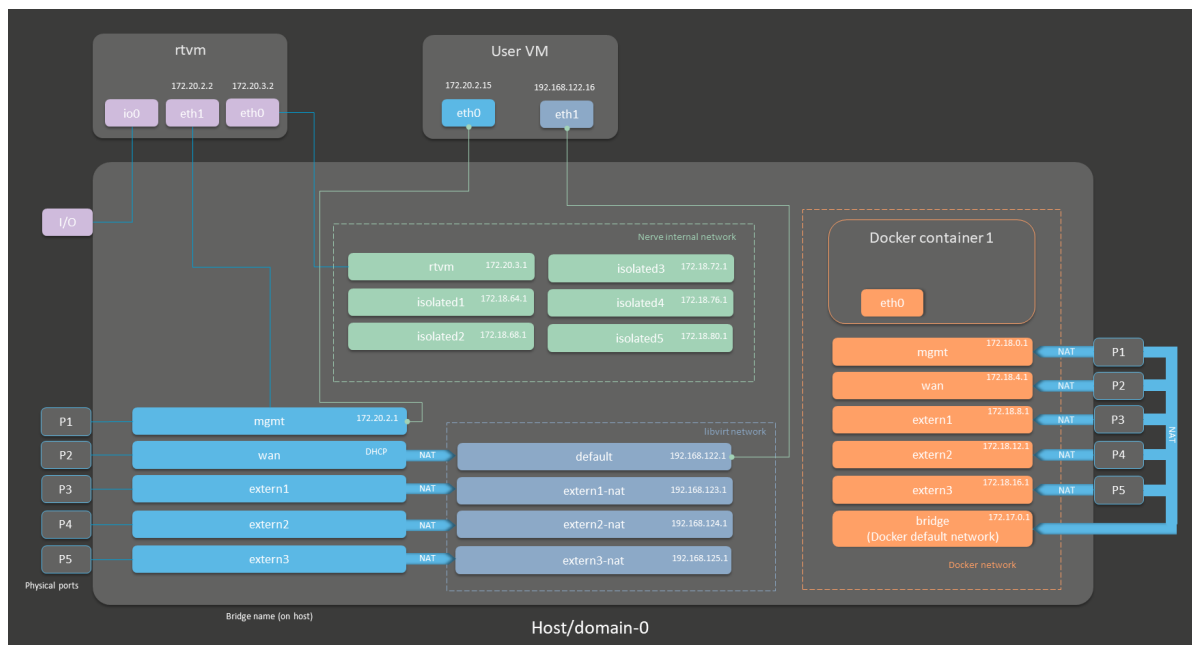 rtvm
172.20.2.2
172.20.3.2
io0
eth1
eth0
User VM
172.20.2.15
192.168.122.16
eth0
eth1
I/O
Nerve internal network
rtvm 172.20.3.1
isolated1 172.18.64.1
isolated2 172.18.68.1
isolated3 172.18.72.1
isolated4 172.18.76.1
isolated5 172.18.80.1
Docker container 1
eth0
mgmt 172.18.0.1
NAT
P1
wan 172.18.4.1
NAT
P2
extern1 172.18.8.1
NAT
P3
extern2 172.18.12.1
NAT
P4
extern3 172.18.16.1
NAT
P5
NAT
bridge 172.17.0.1
(Docker default network)
Docker network
P1
mgmt 172.20.2.1
P2
wan DHCP
NAT
P3
extern1
NAT
P4
extern2
NAT
P5
extern3
NAT
libvirt network
default 192.168.122.1
extern1-nat 192.168.123.1
extern2-nat 192.168.124.1
extern3-nat 192.168.125.1
Physical ports
Bridge name (on host)
Host/domain-0